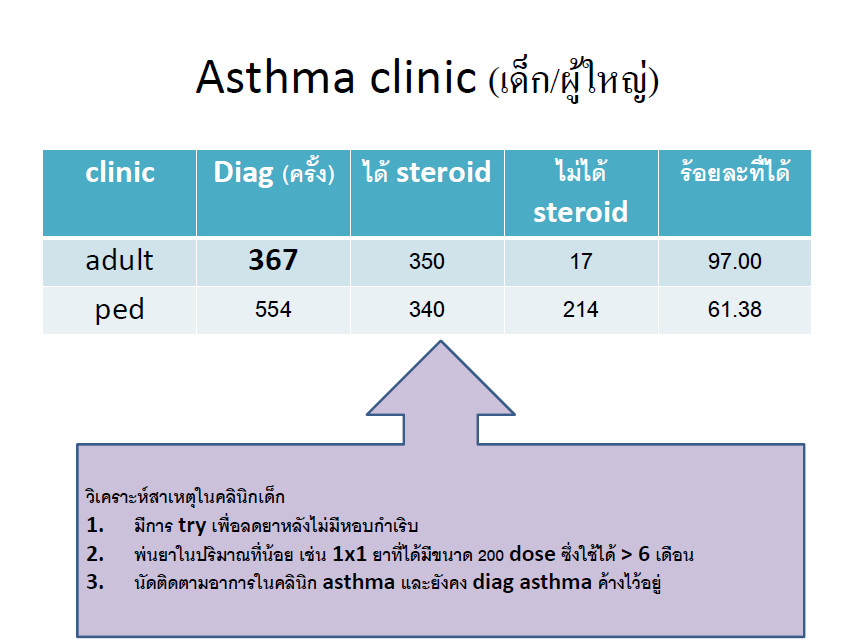 Asthma clinic (เด็ก/ผู้ใหญ่)
clinic Diag (ครั้ง) ได้ steroid ไม่ได้ steroid ร้อยละที่ได้
adult 367 350 17 97.00
ped 554 340 214 61.38
วิเคราะห์สาเหตุในคลินิกเด็ก
1. มีการ try เพื่อลดยาหลังไม่มีหอบกำเริบ
2. พ่นยาในปริมาณที่น้อย เช่น 1x1 ยาที่ได้มีขนาด 200 dose ซึ่งใช้ได้ > 6 เดือน
3. นัดติดตามอาการในคลินิก asthma และยังคง diag asthma ค้างไว้อยู่